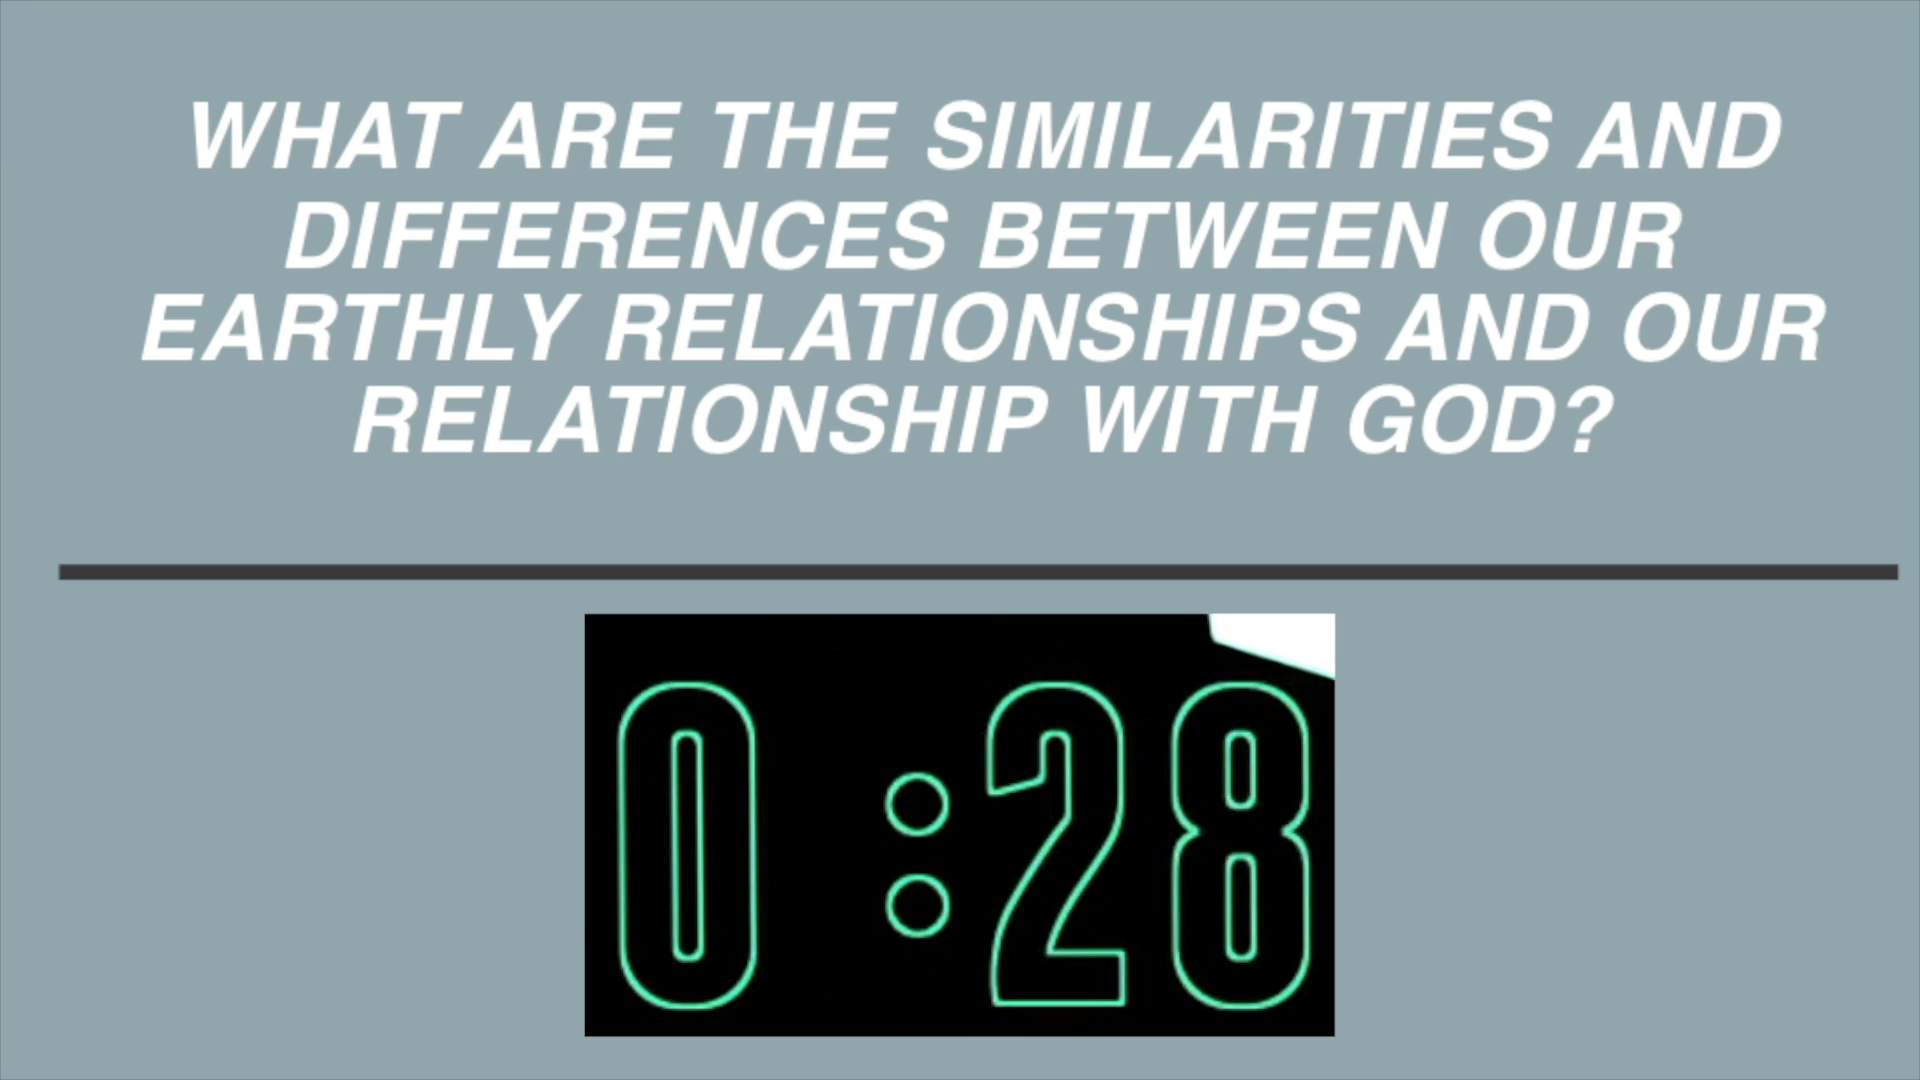 WHAT ARE THE SIMILARITIES AND
DIFFERENCES BETWEEN OUR
EARTHLY RELATIONSHIPS AND OUR
RELATIONSHIP WITH GOD?
0:28